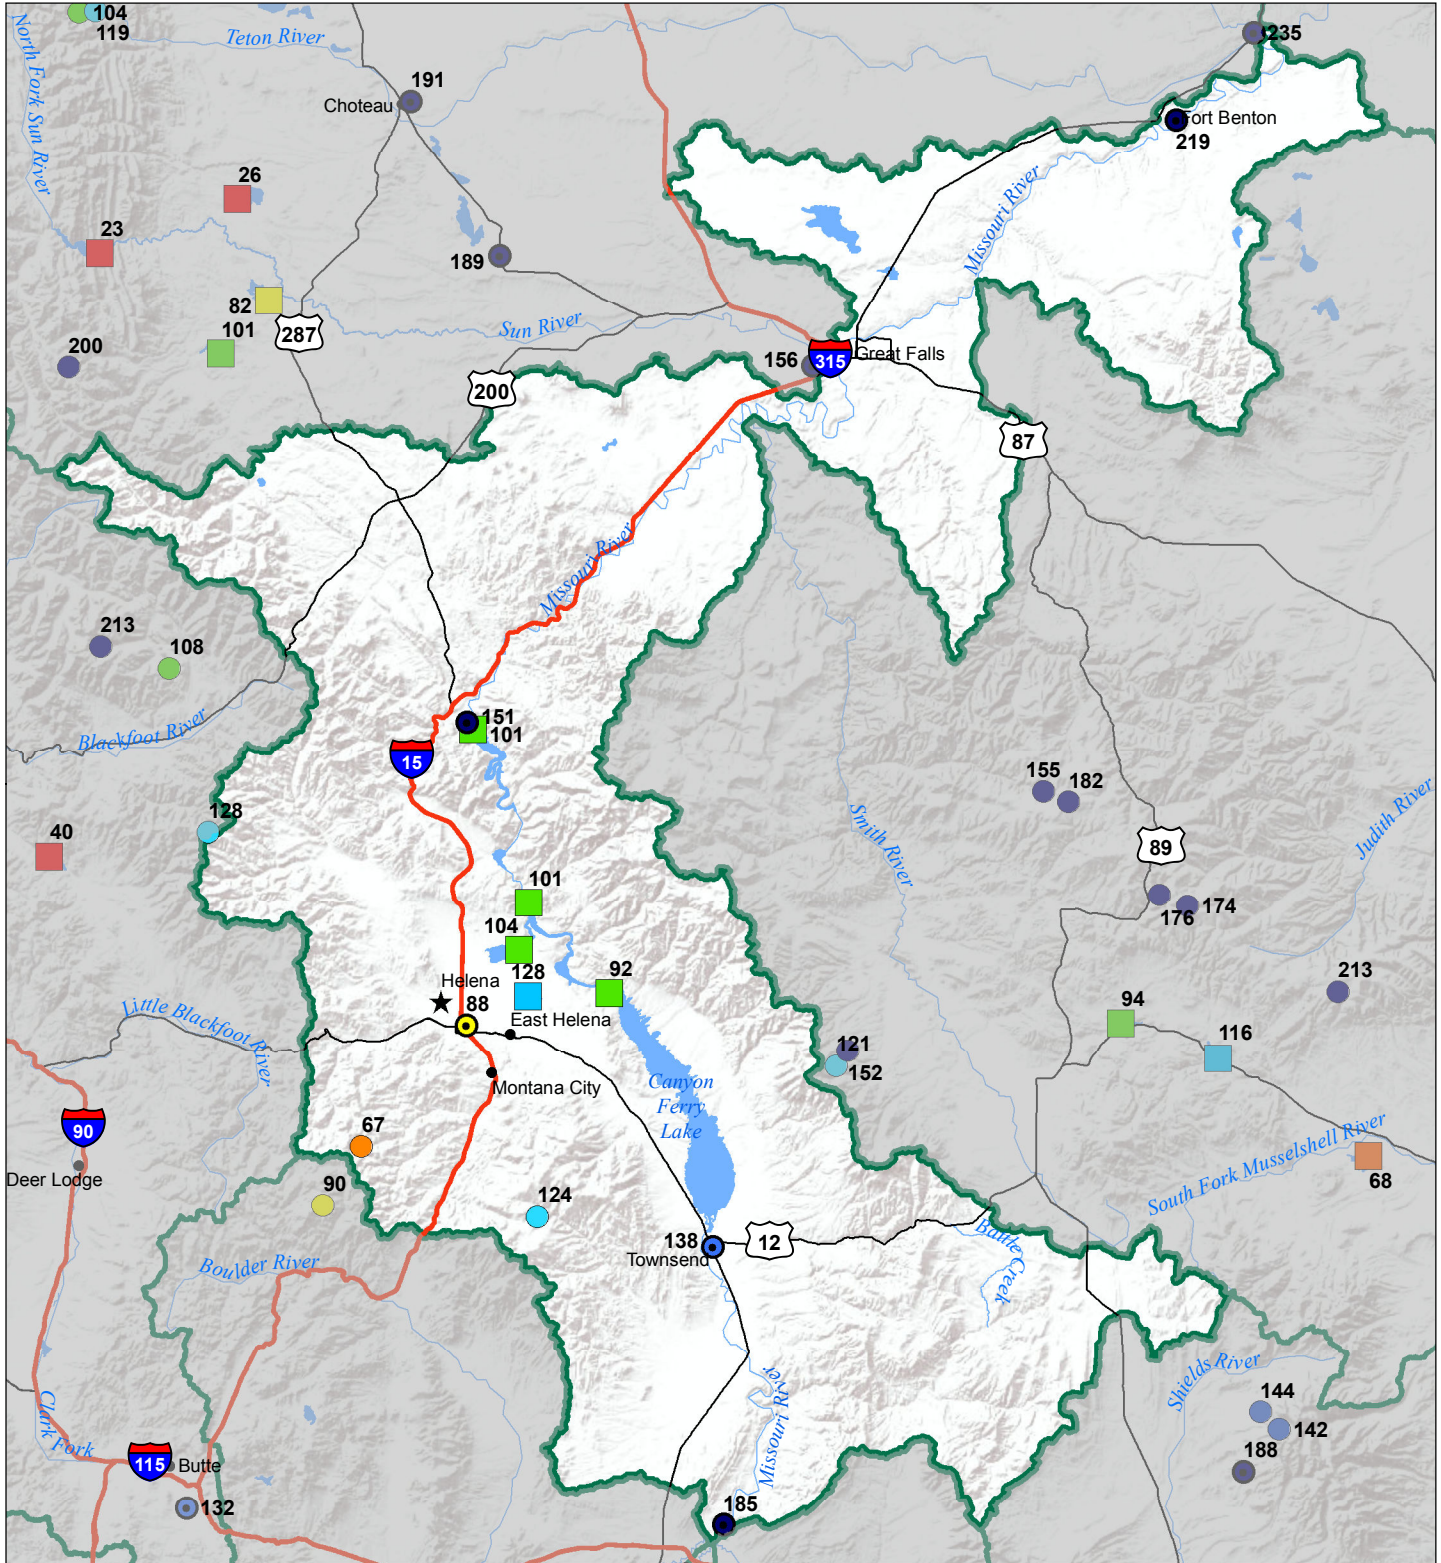 104
119
Teton River
North Fork Sun River
191
Choteau
235
Fort Benton
219
26
23
189
82
101
287
Sun River
Missouri River
200
200
156
315
Great Falls
87
Missouri River
213
108
Blackfoot River
151
101
15
155
182
Smith River
Judith River
128
40
89
101
176
174
104
128
92
Helena
88
East Helena
213
94
116
Little Blackfoot River
121
152
Montana City
Canyon
Ferry
Lake
90
67
Deer Lodge
South Fork Musselshell River
68
90
124
138
Townsend
12
Battle Creek
Boulder River
Missouri River
Shields River
144
142
188
Clark Fork
115
Butte
132
185